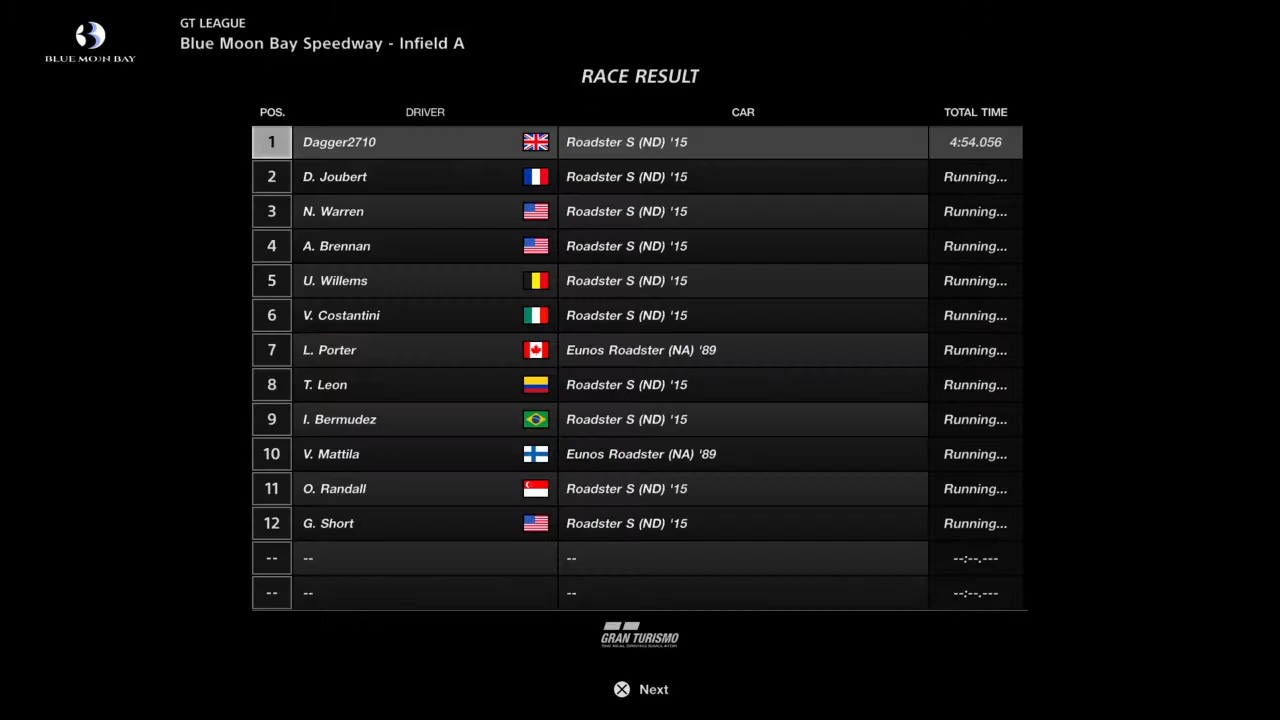 GT LEAGUE
Blue Moon Bay Speedway - Infield A
BLUE MOON BAY
RACE RESULT
POS. DRIVER CAR TOTAL TIME
1 Dagger2710 Roadster S (ND) '15 4:54.056
2 D. Joubert Roadster S (ND) '15 Running...
3 N. Warren Roadster S (ND) '15 Running...
4 A. Brennan Roadster S (ND) '15 Running...
5 U. Willems Roadster S (ND) '15 Running...
6 V. Costantini Roadster S (ND) '15 Running...
7 L. Porter Eunos Roadster (NA) '89 Running...
8 T. Leon Roadster S (ND) '15 Running...
9 I. Bermudez Roadster S (ND) '15 Running...
10 V. Mattila Eunos Roadster (NA) '89 Running...
11 O. Randall Roadster S (ND) '15 Running...
12 G. Short Roadster S (ND) '15 Running...
-- -- -- --:--.---
-- -- -- --:--.---
GRAN TURISMO
THE REAL DRIVING SIMULATOR
Next